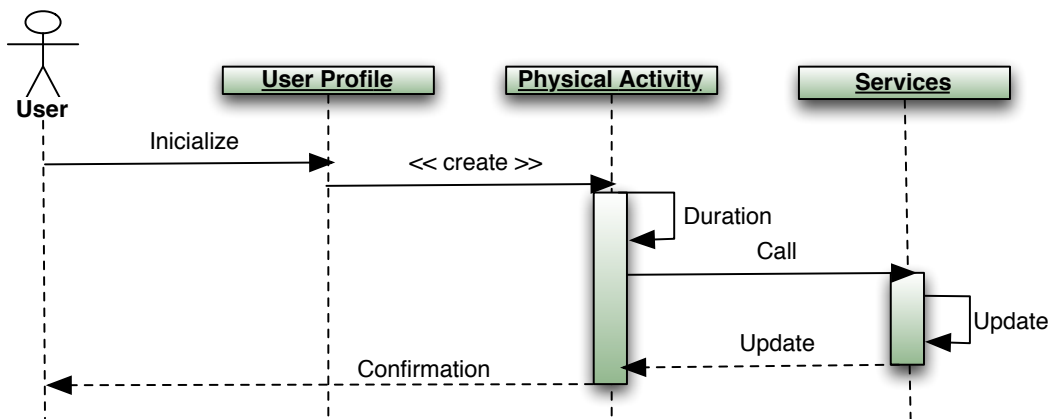 User
User Profile
Physical Activity
Services
Inicialize
<< create >>
Duration
Call
Update
Update
Confirmation